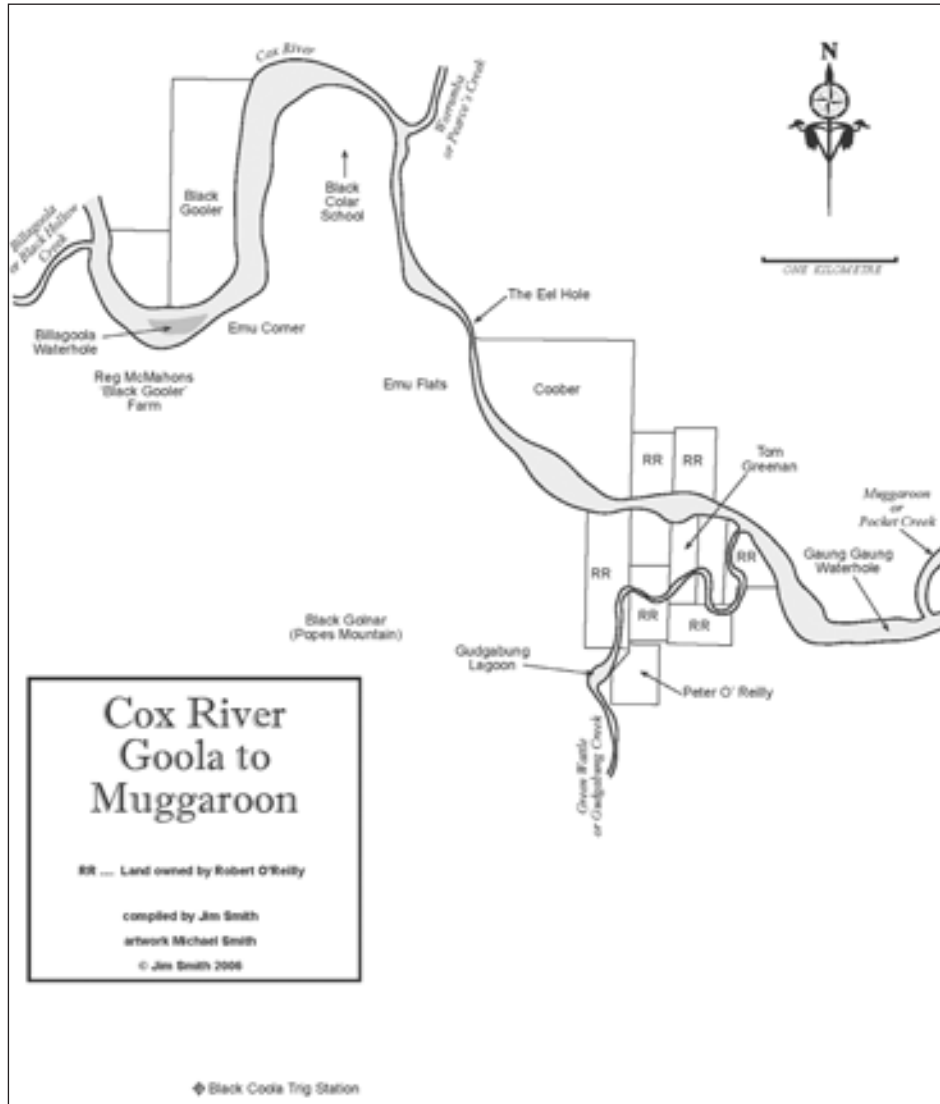 Cox River
Worrumba
or Pearce's Creek
N
Black
Gooler
Black
Colar
School
Billagoola
or Black Hollow
Creek
ONE KILOMETRE
The Eel Hole
Emu Corner
Billagoola
Waterhole
Reg McMahons
'Black Gooler'
Farm
Emu Flats
Coober
RR
RR
Tom
Greenan
Muggaroon
or
Pocket Creek
Gaung Gaung
Waterhole
RR
RR
RR
RR
Black Golnar
(Popes Mountain)
Gudgabung
Lagoon
Peter O' Reilly
Green Wattle
or Gudgabung Creek
Cox River
Goola to
Muggaroon
RR .... Land owned by Robert O'Reilly
compiled by Jim Smith
artwork Michael Smith
© Jim Smith 2006
Black Coola Trig Station